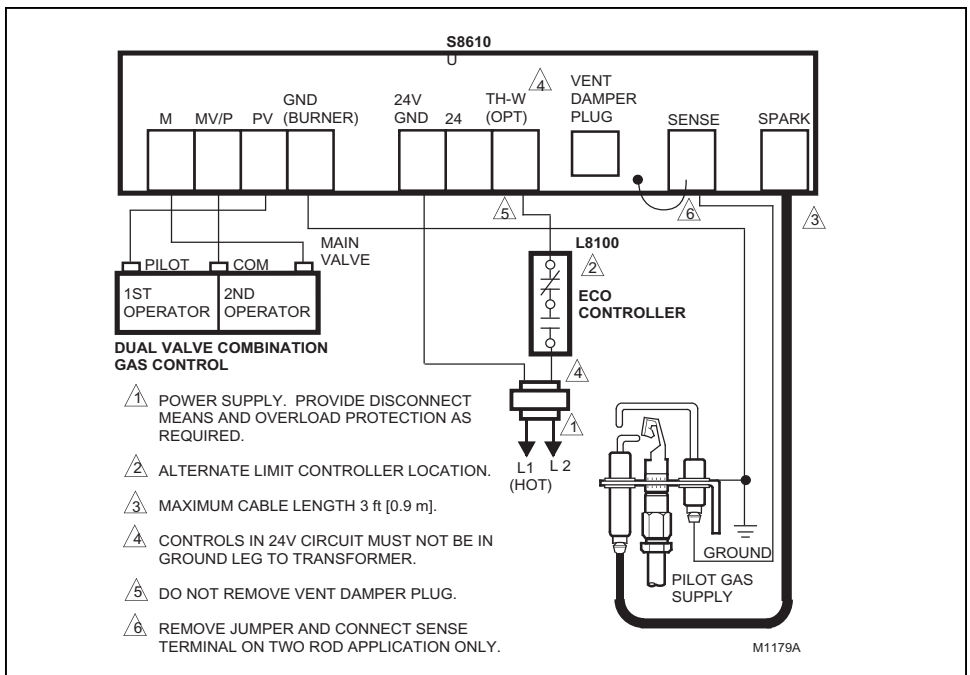 S8610
U
M
MV/P
PV
GND
(BURNER)
24V
GND
24
TH-W
(OPT)
4
VENT
DAMPER
PLUG
SENSE
SPARK
5
6
3
MAIN
VALVE
PILOT
COM
1ST
OPERATOR
2ND
OPERATOR
DUAL VALVE COMBINATION
GAS CONTROL
L8100
2
ECO
CONTROLLER
4
1
L1
(HOT)
L 2
GROUND
PILOT GAS
SUPPLY
1 POWER SUPPLY. PROVIDE DISCONNECT
MEANS AND OVERLOAD PROTECTION AS
REQUIRED.
2 ALTERNATE LIMIT CONTROLLER LOCATION.
3 MAXIMUM CABLE LENGTH 3 ft [0.9 m].
4 CONTROLS IN 24V CIRCUIT MUST NOT BE IN
GROUND LEG TO TRANSFORMER.
5 DO NOT REMOVE VENT DAMPER PLUG.
6 REMOVE JUMPER AND CONNECT SENSE
TERMINAL ON TWO ROD APPLICATION ONLY.
M1179A